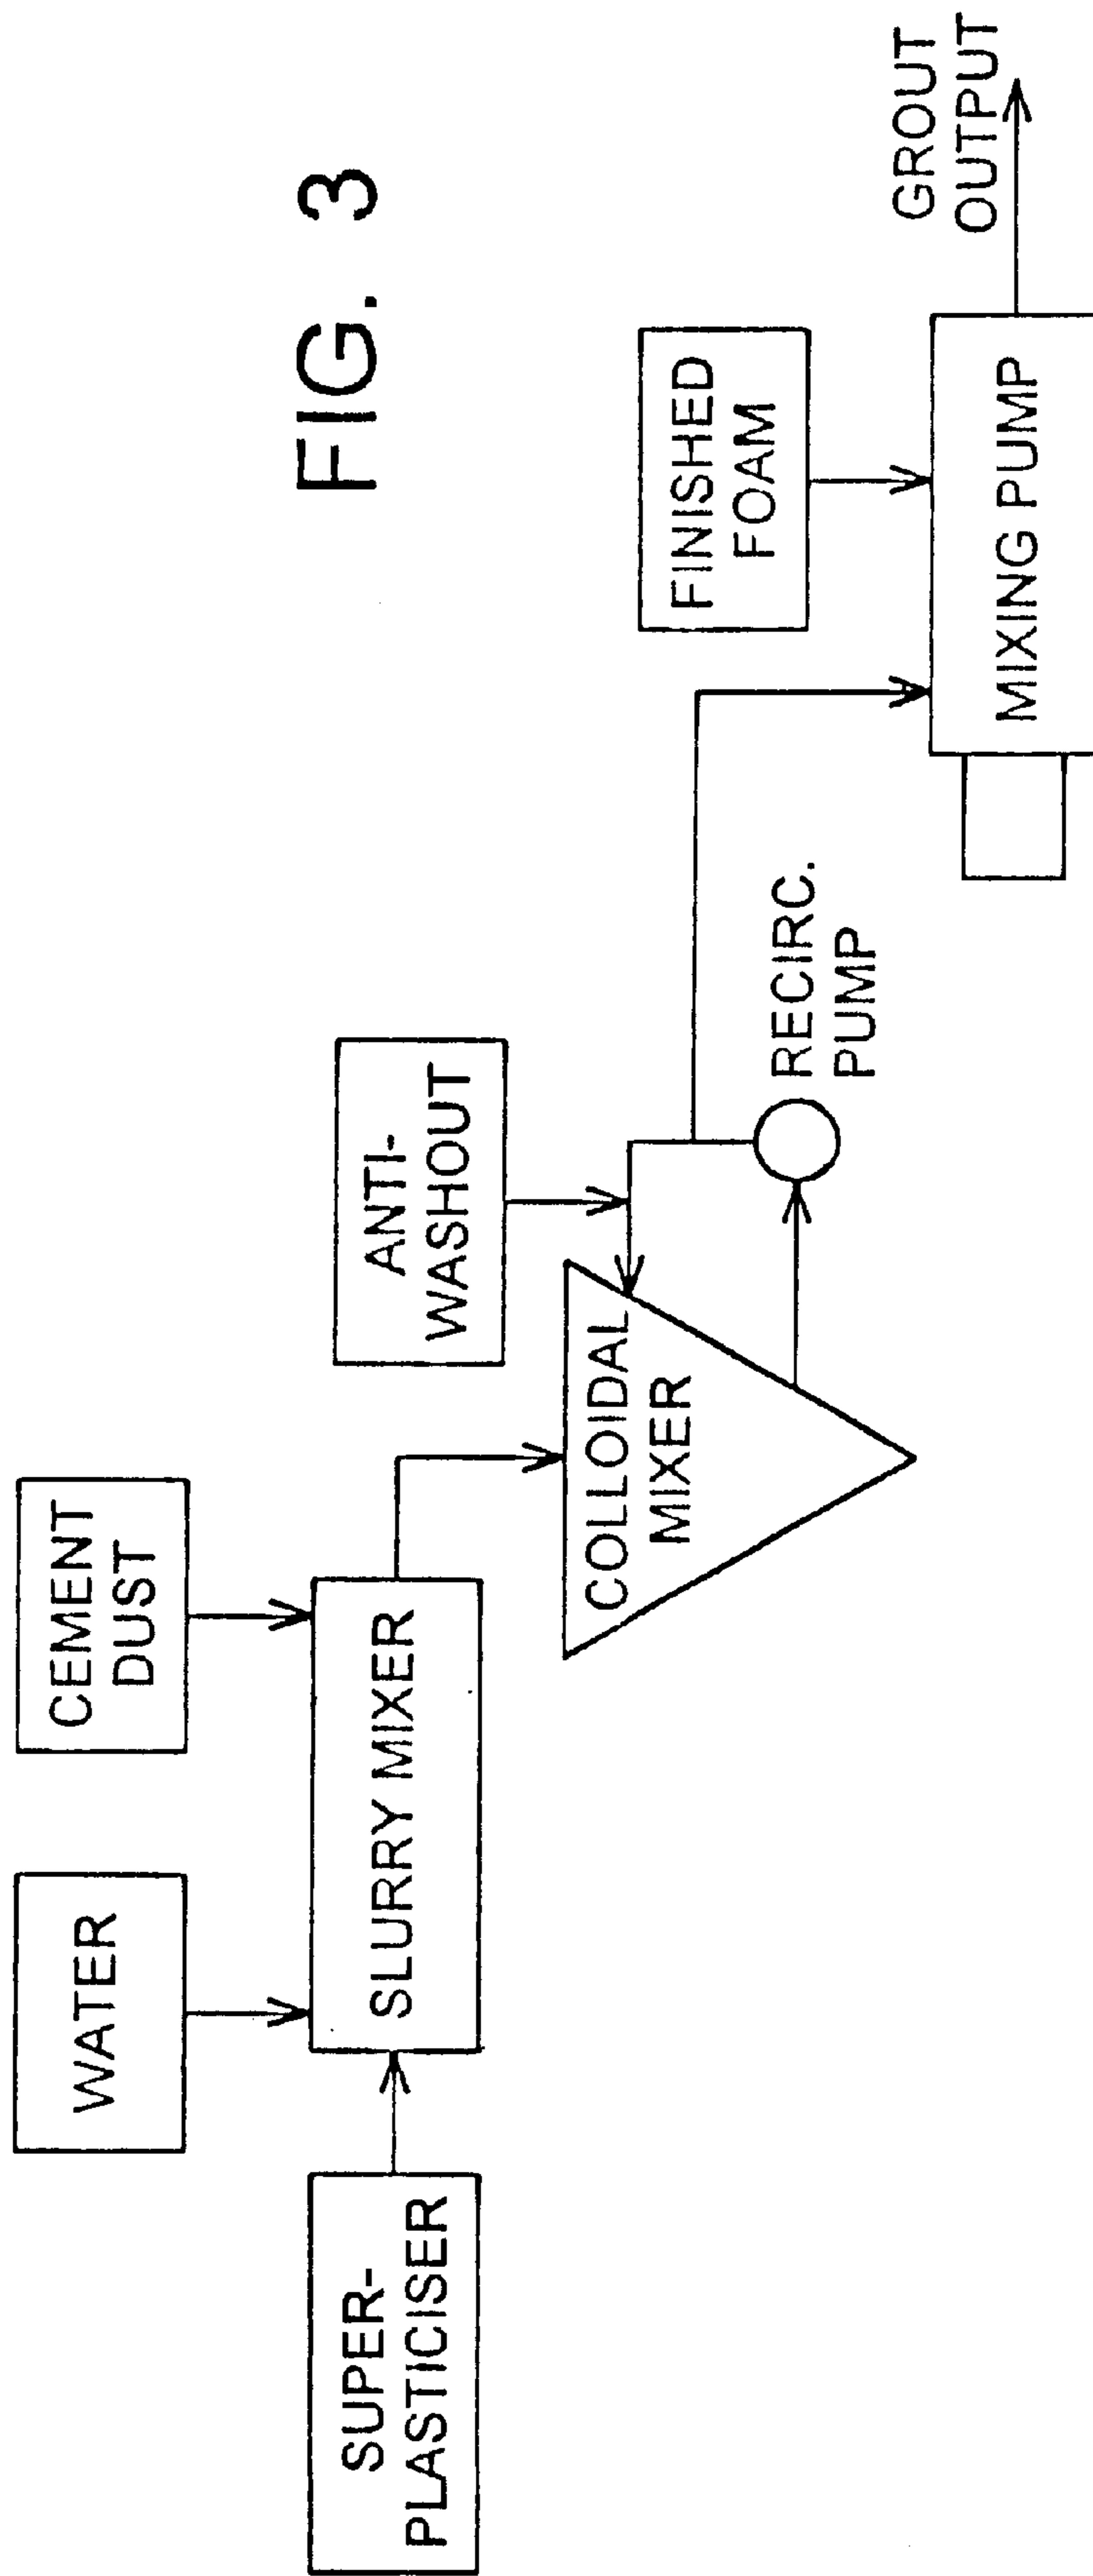 FIG. 3
WATER
CEMENT
DUST
SUPER-
PLASTICISER
SLURRY MIXER
ANTI-
WASHOUT
COLLOIDAL
MIXER
RECIRC.
PUMP
FINISHED
FOAM
MIXING PUMP
GROUT
OUTPUT